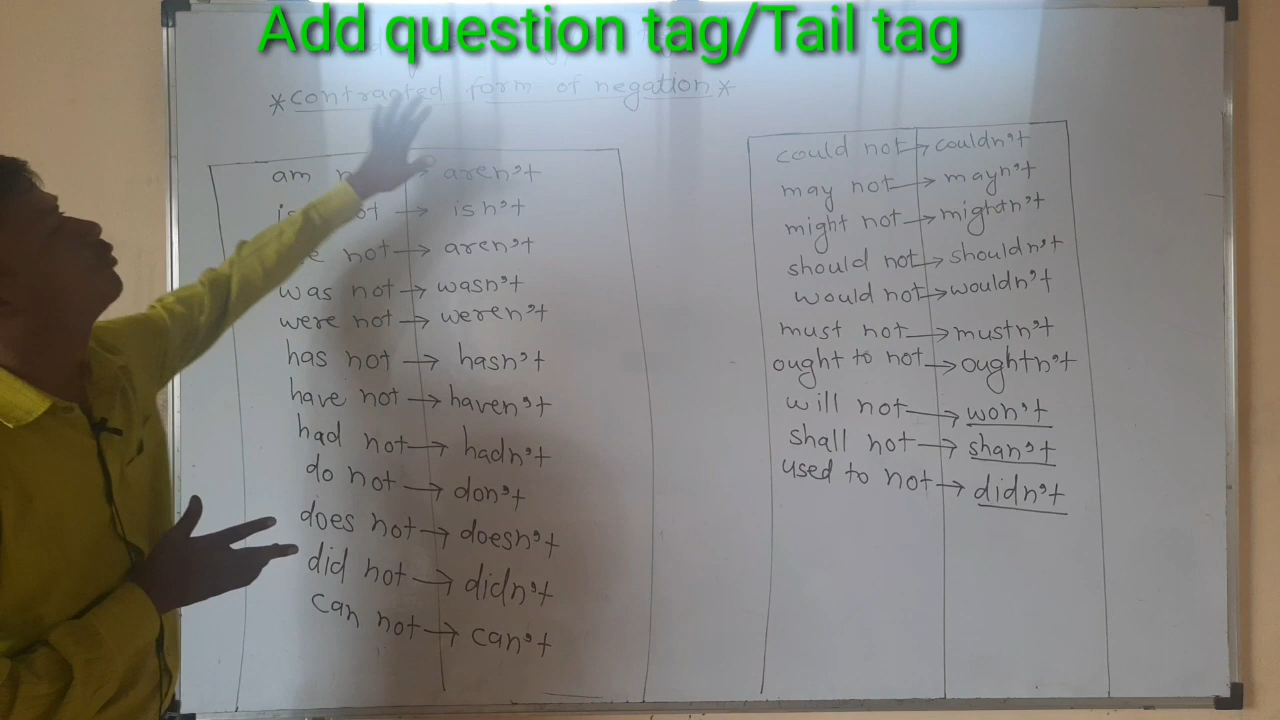 Add question tag/Tail tag
*contracted form of negation*
am → aren't
not → isn't
not → aren't
was not → wasn't
were not → weren't
has not → hasn't
have not → haven't
had not → hadn't
do not → don't
does not → doesn't
did not → didn't
can not → can't
could not → couldn't
may not → mayn't
might not → mightn't
should not → shouldn't
would not → wouldn't
must not → mustn't
ought to not → oughtn't
will not → won't
shall not → shan't
used to not → didn't